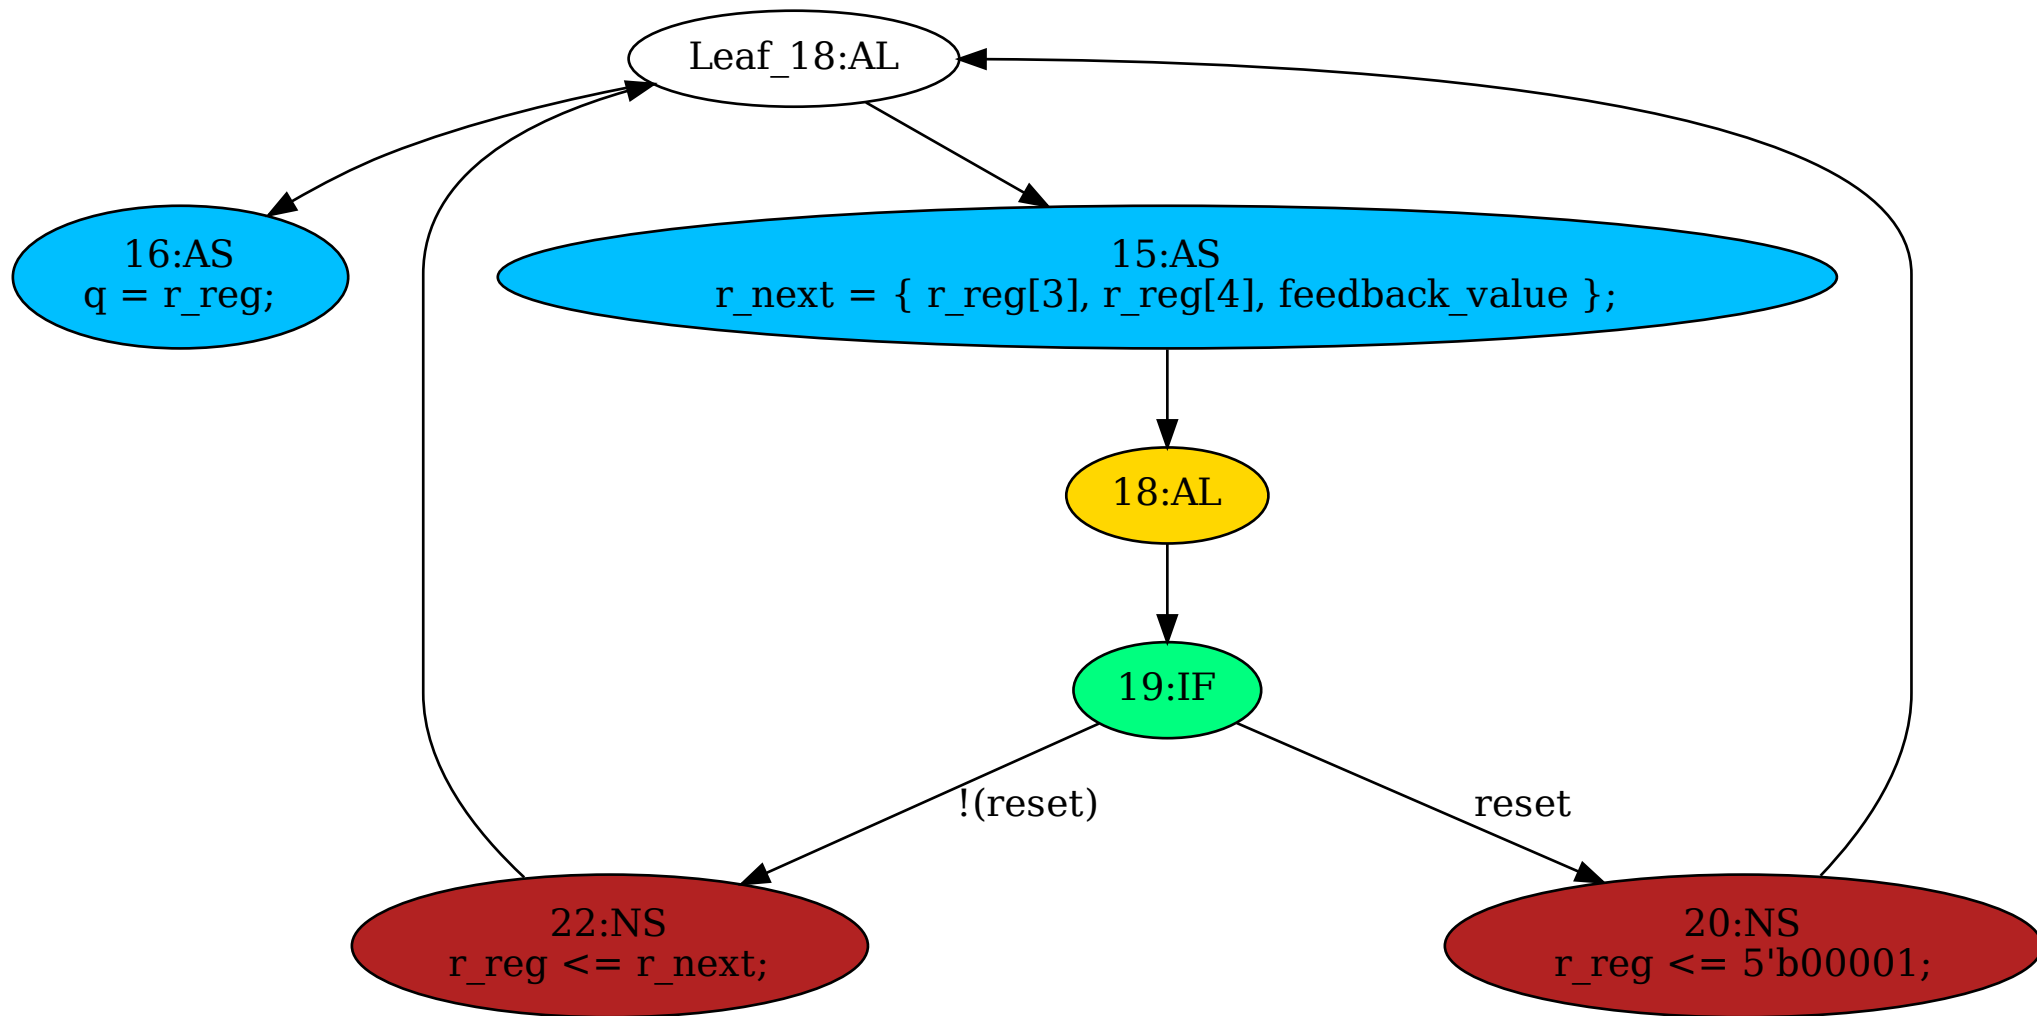 Leaf_18:AL
16:AS
q = r_reg;
15:AS
r_next = { r_reg[3], r_reg[4], feedback_value };
18:AL
19:IF
!(reset)
reset
22:NS
r_reg <= r_next;
20:NS
r_reg <= 5'b00001;